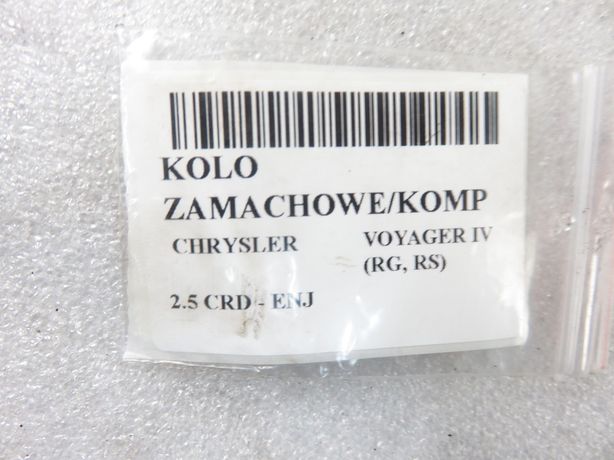 KOLO
ZAMACHOWE/KOMP
CHRYSLER VOYAGER IV
(RG, RS)
2.5 CRD - ENJ